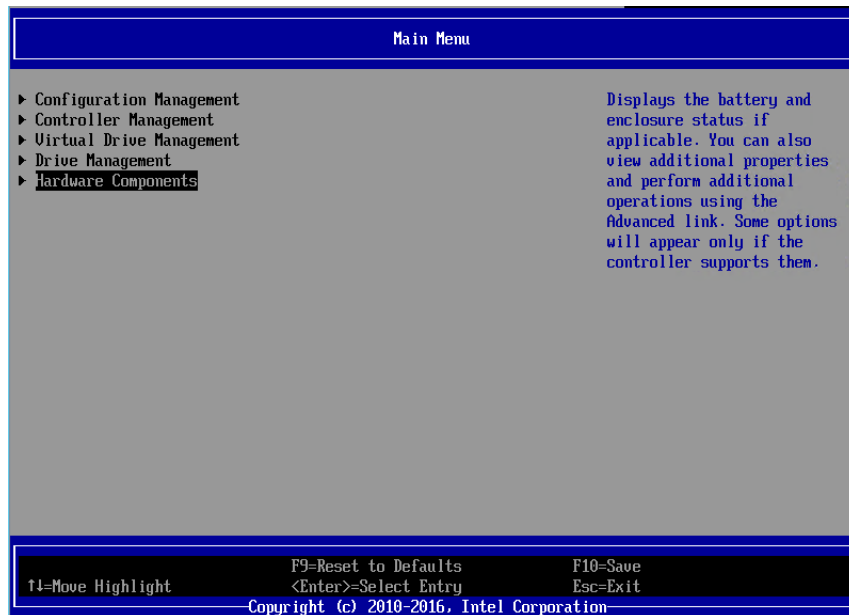 Main Menu
Configuration Management
Controller Management
Virtual Drive Management
Drive Management
Hardware Components
Displays the battery and
enclosure status if
applicable. You can also
view additional properties
and perform additional
operations using the
Advanced link. Some options
will appear only if the
controller supports them.
F9=Reset to Defaults F10=Save
↑↓=Move Highlight <Enter>=Select Entry Esc=Exit
Copyright (c) 2010-2016, Intel Corporation